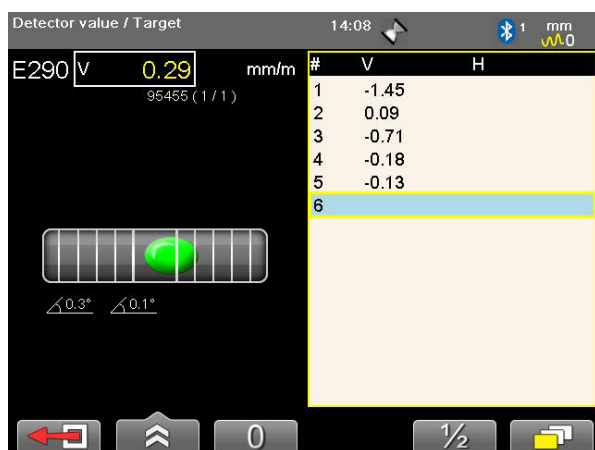 Detector value / Target 14:08 1 mm
0
E290 V 0.29 mm/m
95455 ( 1 / 1 )
# V H
1 -1.45
2 0.09
3 -0.71
4 -0.18
5 -0.13
6
0.3° 0.1°
0 ½